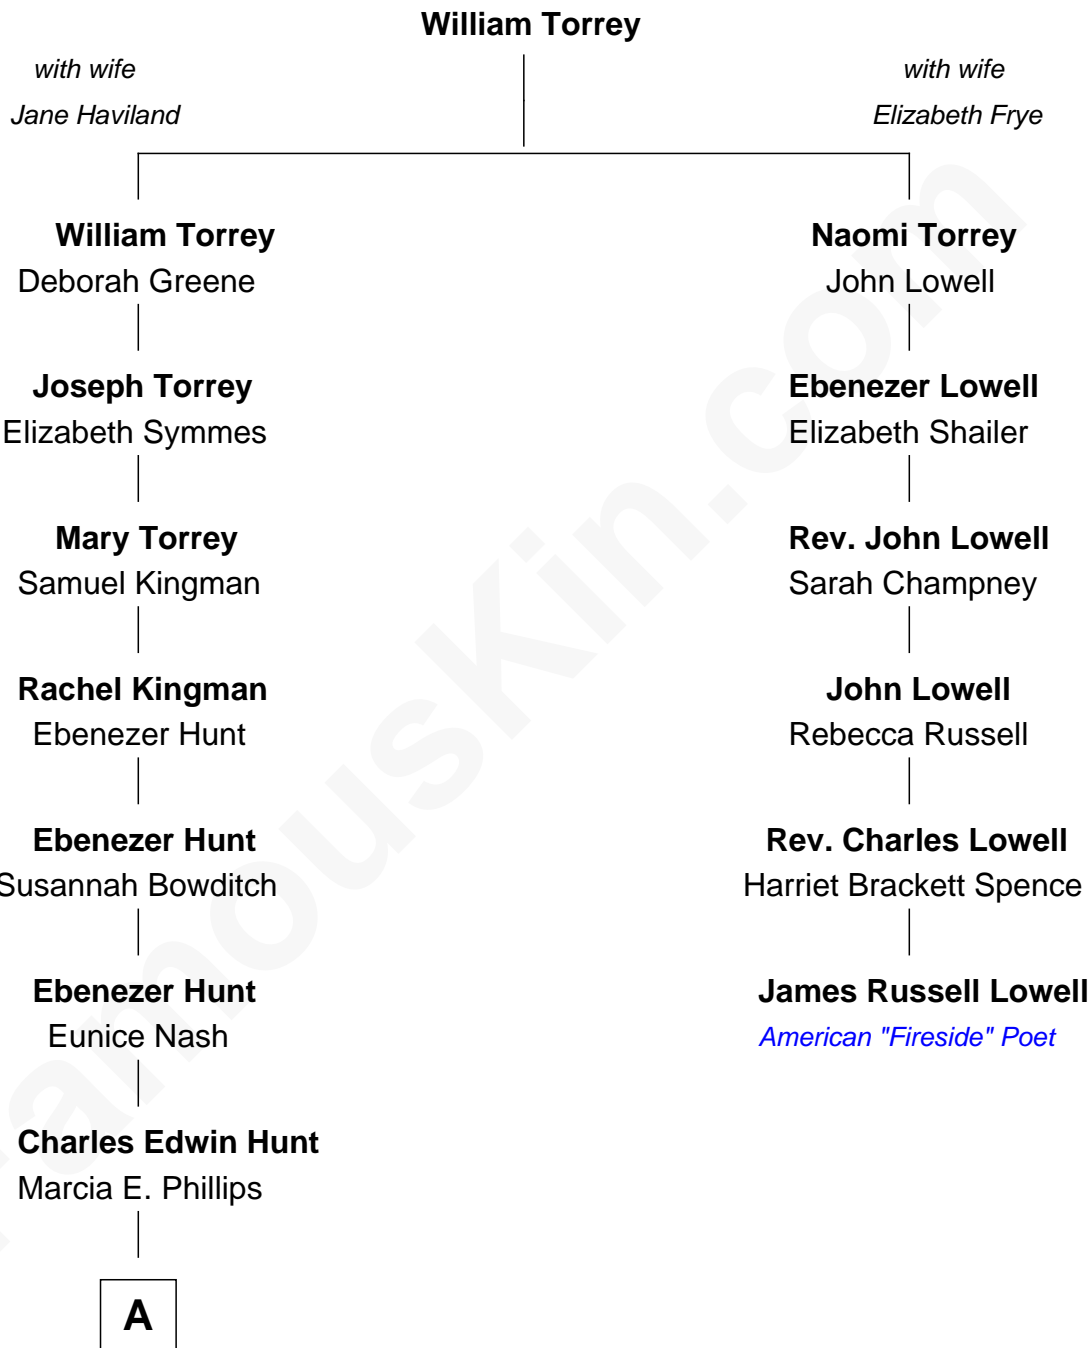 William Torrey
with wife
Jane Haviland
with wife
Elizabeth Frye
William Torrey
Deborah Greene
Naomi Torrey
John Lowell
Joseph Torrey
Elizabeth Symmes
Ebenezer Lowell
Elizabeth Shailer
Mary Torrey
Samuel Kingman
Rev. John Lowell
Sarah Champney
Rachel Kingman
Ebenezer Hunt
John Lowell
Rebecca Russell
Ebenezer Hunt
Susannah Bowditch
Rev. Charles Lowell
Harriet Brackett Spence
Ebenezer Hunt
Eunice Nash
James Russell Lowell
American "Fireside" Poet
Charles Edwin Hunt
Marcia E. Phillips
A
FamousKin.com